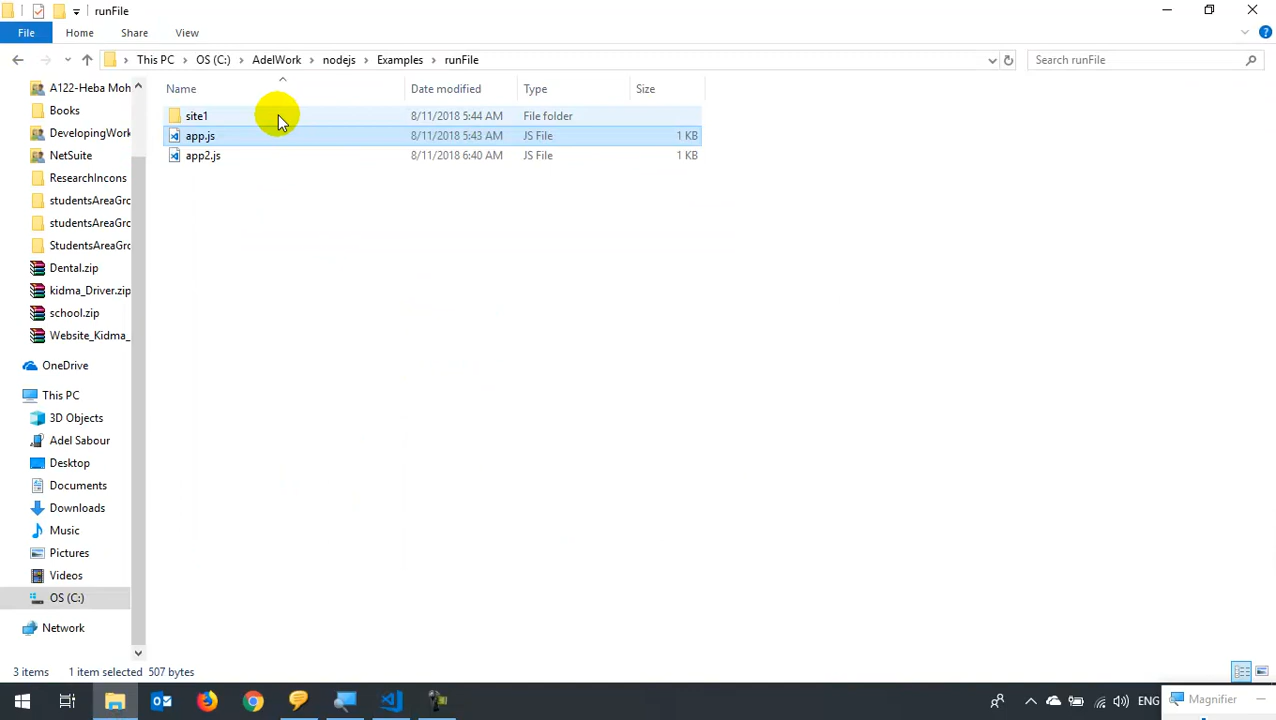 runFile
File Home Share View
This PC OS (C:) AdelWork nodejs Examples runFile Search runFile
Name Date modified Type Size
A122-Heba Moh
Books
DevelopingWork
NetSuite
ResearchIncons
studentsAreaGro
studentsAreaGro
StudentsAreaGro
Dental.zip
kidma_Driver.zip
school.zip
Website_Kidma_
OneDrive
This PC
3D Objects
Adel Sabour
Desktop
Documents
Downloads
Music
Pictures
Videos
OS (C:)
Network
site1 8/11/2018 5:44 AM File folder
app.js 8/11/2018 5:43 AM JS File 1 KB
app2.js 8/11/2018 6:40 AM JS File 1 KB
3 items 1 item selected 507 bytes
ENG Magnifier